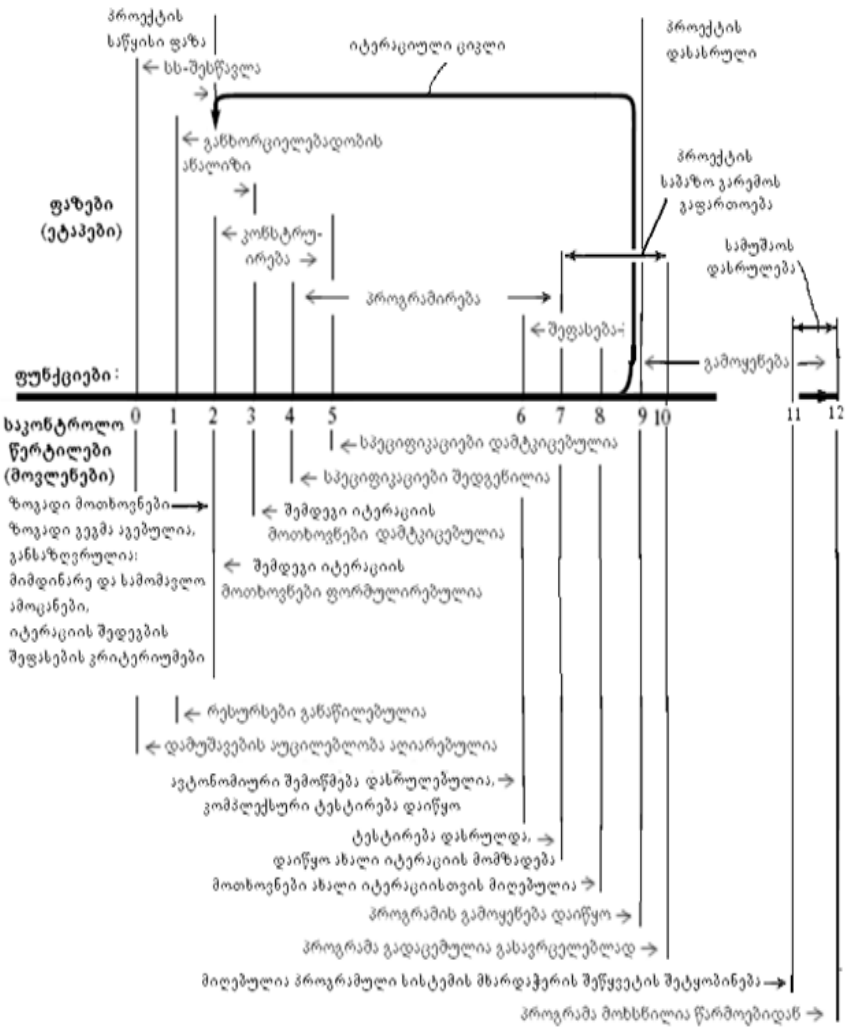 პროექტის
საწყისი ფაზა
იტერაციული ციკლი
პროექტის
დასასრული
← სს-შესწავლა
→
← განხორციელებადობის
ანალიზი
→
პროექტის
საბაზო გარემოს
გაფართოება
ფაზები
(ეტაპები)
← კონსტრუ-
ირება →
სამუშაოს
დასრულება
← პროგრამირება →
← შეფასება-
← გამოყენება →
ფუნქციები:
0 1 2 3 4 5 6 7 8 9 10 11 12
საკონტროლო
წერტილები
(მოვლენები)
← სპეციფიკაციები დამტკიცებულია
← სპეციფიკაციები შედგენილია
ზოგადი მოთხოვნები →
ზოგადი გეგმა აგებულია,
განსაზღვრულია:
მიმდინარე და სამომავლო
ამოცანები,
იტერაციის შედეგბის
შეფასების კრიტერიუმები
← შემდეგი იტერაციის
მოთხოვნები დამტკიცებულია
← შემდეგი იტერაციის
მოთხოვნები ფორმულირებულია
← რესურსები განაწილებულია
← დამუშავების აუცილებლობა აღიარებულია
ავტონომიური შემოწმება დასრულებულია, →
კომპლექსური ტესტირება დაიწყო
ტესტირება დასრულდა, →
დაიწყო ახალი იტერაციის მომზადება
მოთხოვნები ახალი იტერაციისთვის მიღებულია →
პროგრამის გამოყენება დაიწყო →
პროგრამა გადაცემულია გასავრცელებლად →
მიღებულია პროგრამული სისტემის მხარდაჭერის შეწყვეტის შეტყობინება →
პროგრამა მოხსნილია წარმოებიდან →